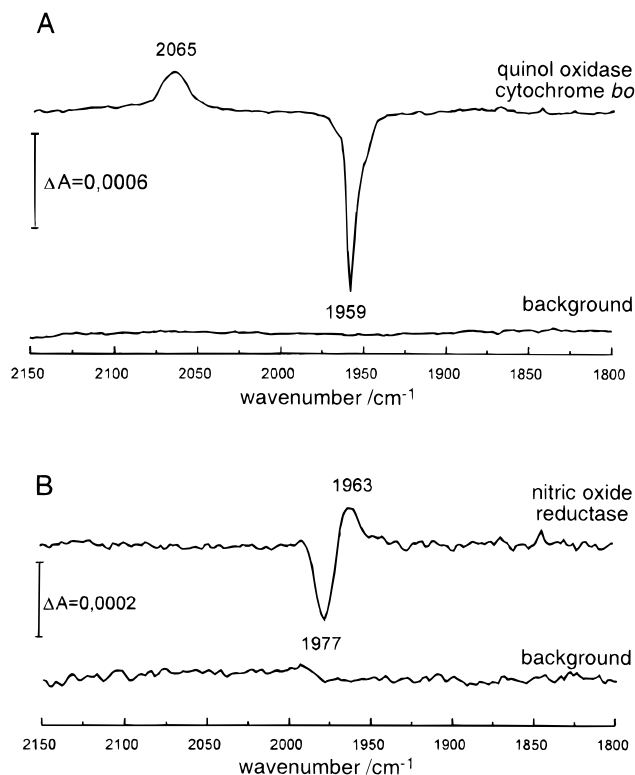 A
2065
quinol oxidase
cytochrome bo
ΔA=0,0006
1959
background
2150 2100 2050 2000 1950 1900 1850 1800
wavenumber /cm⁻¹
B
1963
nitric oxide
reductase
ΔA=0,0002
1977
background
2150 2100 2050 2000 1950 1900 1850 1800
wavenumber /cm⁻¹